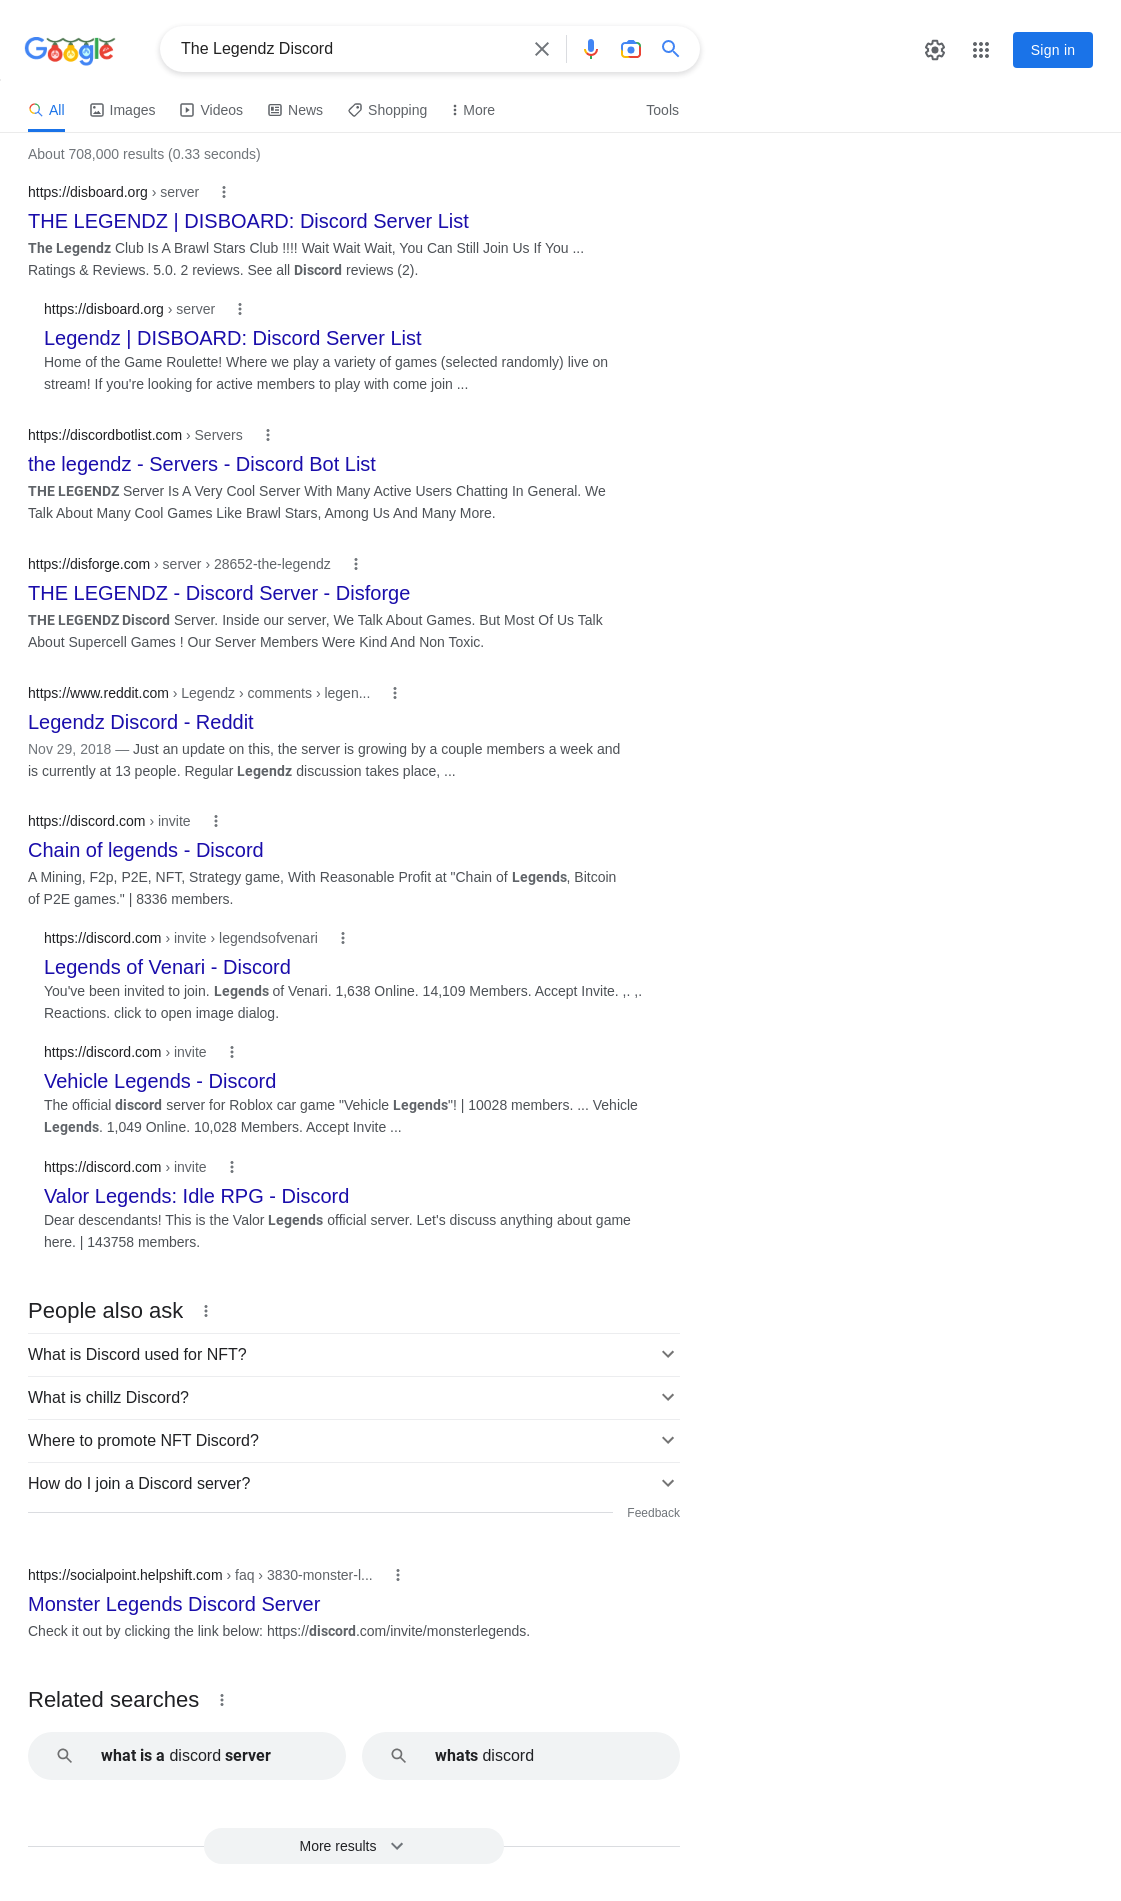 Google
The Legendz Discord
Sign in
All
Images
Videos
News
Shopping
More
Tools
About 708,000 results (0.33 seconds)
https://disboard.org › server
THE LEGENDZ | DISBOARD: Discord Server List
The Legendz Club Is A Brawl Stars Club !!!! Wait Wait Wait, You Can Still Join Us If You ...
Ratings & Reviews. 5.0. 2 reviews. See all Discord reviews (2).
https://disboard.org › server
Legendz | DISBOARD: Discord Server List
Home of the Game Roulette! Where we play a variety of games (selected randomly) live on
stream! If you're looking for active members to play with come join ...
https://discordbotlist.com › Servers
the legendz - Servers - Discord Bot List
THE LEGENDZ Server Is A Very Cool Server With Many Active Users Chatting In General. We
Talk About Many Cool Games Like Brawl Stars, Among Us And Many More.
https://disforge.com › server › 28652-the-legendz
THE LEGENDZ - Discord Server - Disforge
THE LEGENDZ Discord Server. Inside our server, We Talk About Games. But Most Of Us Talk
About Supercell Games ! Our Server Members Were Kind And Non Toxic.
https://www.reddit.com › Legendz › comments › legen...
Legendz Discord - Reddit
Nov 29, 2018 — Just an update on this, the server is growing by a couple members a week and
is currently at 13 people. Regular Legendz discussion takes place, ...
https://discord.com › invite
Chain of legends - Discord
A Mining, F2p, P2E, NFT, Strategy game, With Reasonable Profit at "Chain of Legends, Bitcoin
of P2E games." | 8336 members.
https://discord.com › invite › legendsofvenari
Legends of Venari - Discord
You've been invited to join. Legends of Venari. 1,638 Online. 14,109 Members. Accept Invite. ,. ,.
Reactions. click to open image dialog.
https://discord.com › invite
Vehicle Legends - Discord
The official discord server for Roblox car game "Vehicle Legends"! | 10028 members. ... Vehicle
Legends. 1,049 Online. 10,028 Members. Accept Invite ...
https://discord.com › invite
Valor Legends: Idle RPG - Discord
Dear descendants! This is the Valor Legends official server. Let's discuss anything about game
here. | 143758 members.
People also ask
What is Discord used for NFT?
What is chillz Discord?
Where to promote NFT Discord?
How do I join a Discord server?
Feedback
https://socialpoint.helpshift.com › faq › 3830-monster-l...
Monster Legends Discord Server
Check it out by clicking the link below: https://discord.com/invite/monsterlegends.
Related searches
what is a discord server
whats discord
More results